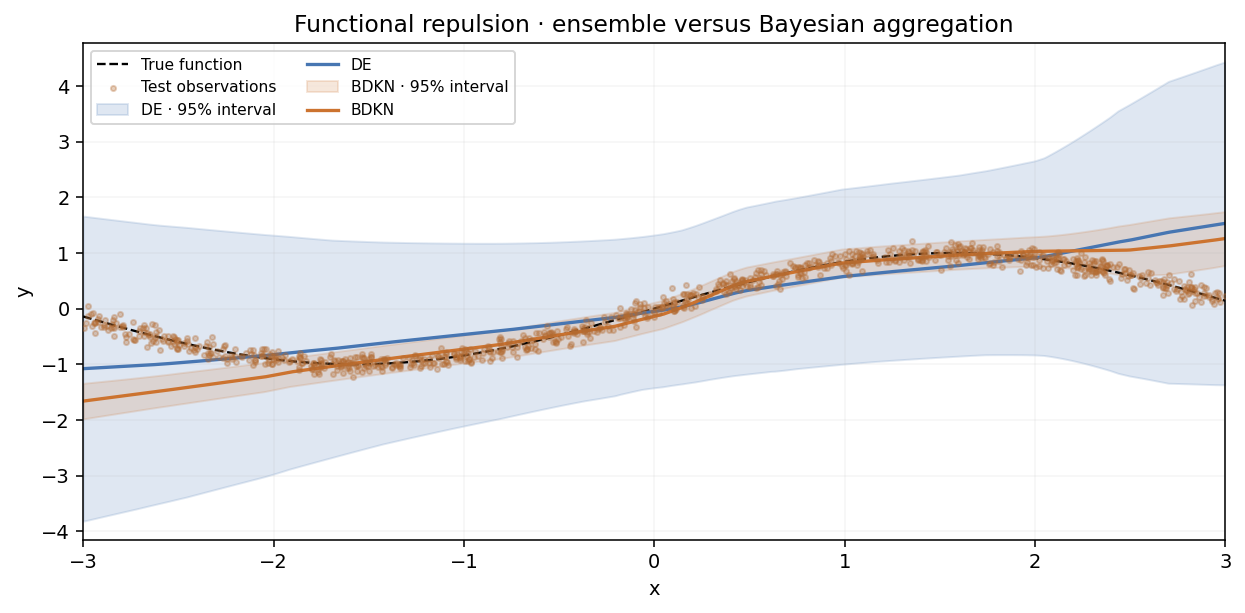 Functional repulsion · ensemble versus Bayesian aggregation
True function
Test observations
DE · 95% interval
DE
BDKN · 95% interval
BDKN
y
4
3
2
1
0
−1
−2
−3
−4
−3
−2
−1
0
1
2
3
x